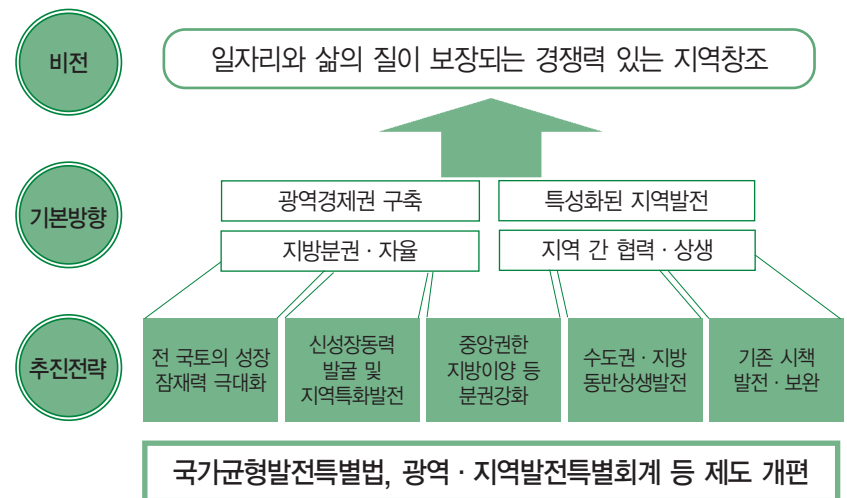 비전
일자리와 삶의 질이 보장되는 경쟁력 있는 지역창조
기본방향
광역경제권 구축
특성화된 지역발전
지방분권 · 자율
지역 간 협력 · 상생
추진전략
전 국토의 성장
잠재력 극대화
신성장동력
발굴 및
지역특화발전
중앙권한
지방이양 등
분권강화
수도권 · 지방
동반상생발전
기존 시책
발전 · 보완
국가균형발전특별법, 광역 · 지역발전특별회계 등 제도 개편